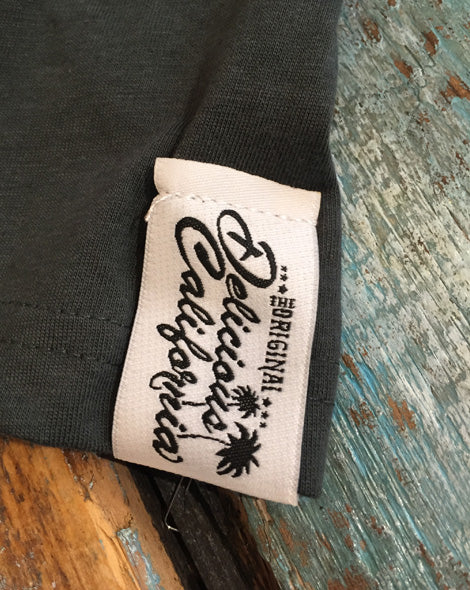 THE ORIGINAL
Delicious
California